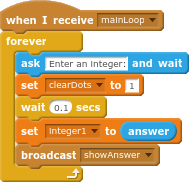 when I receive mainLoop
forever
ask Enter an Integer: and wait
set clearDots to 1
wait 0.1 secs
set Integer1 to answer
broadcast showAnswer